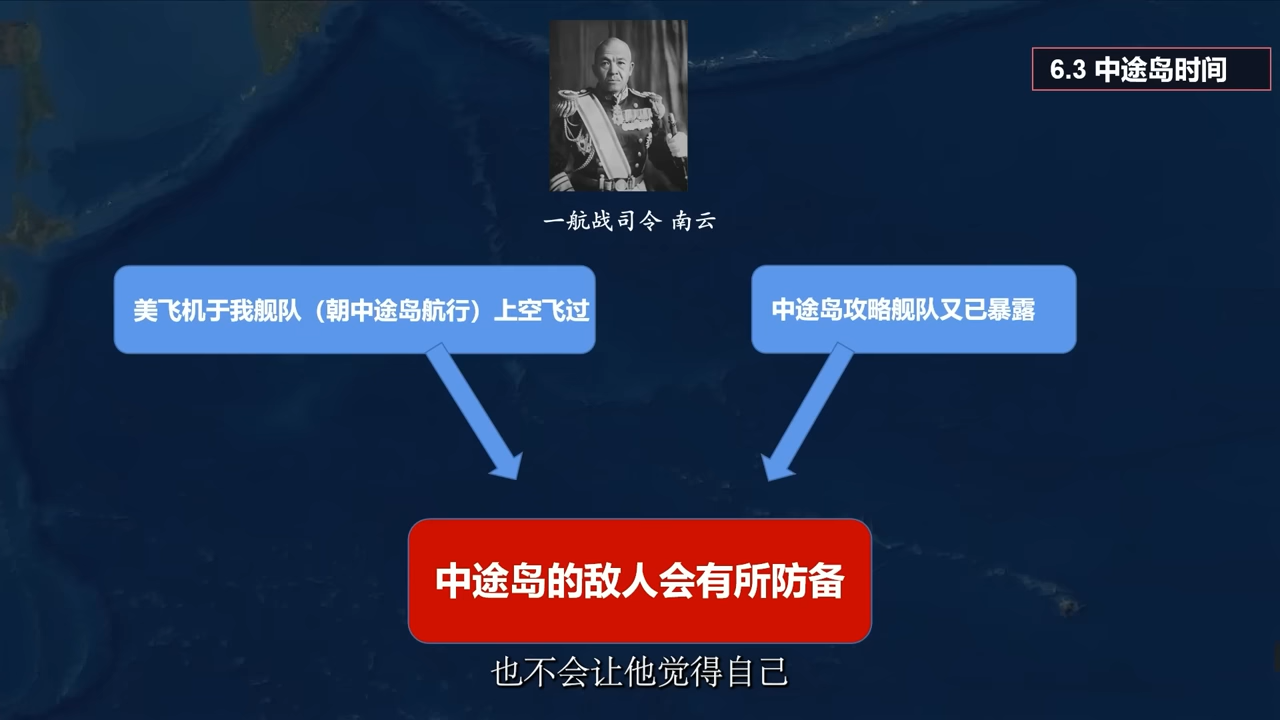 6.3 中途岛时间
一航战司令 南云
美飞机于我舰队（朝中途岛航行）上空飞过
中途岛攻略舰队又已暴露
中途岛的敌人会有所防备
也不会让他觉得自己